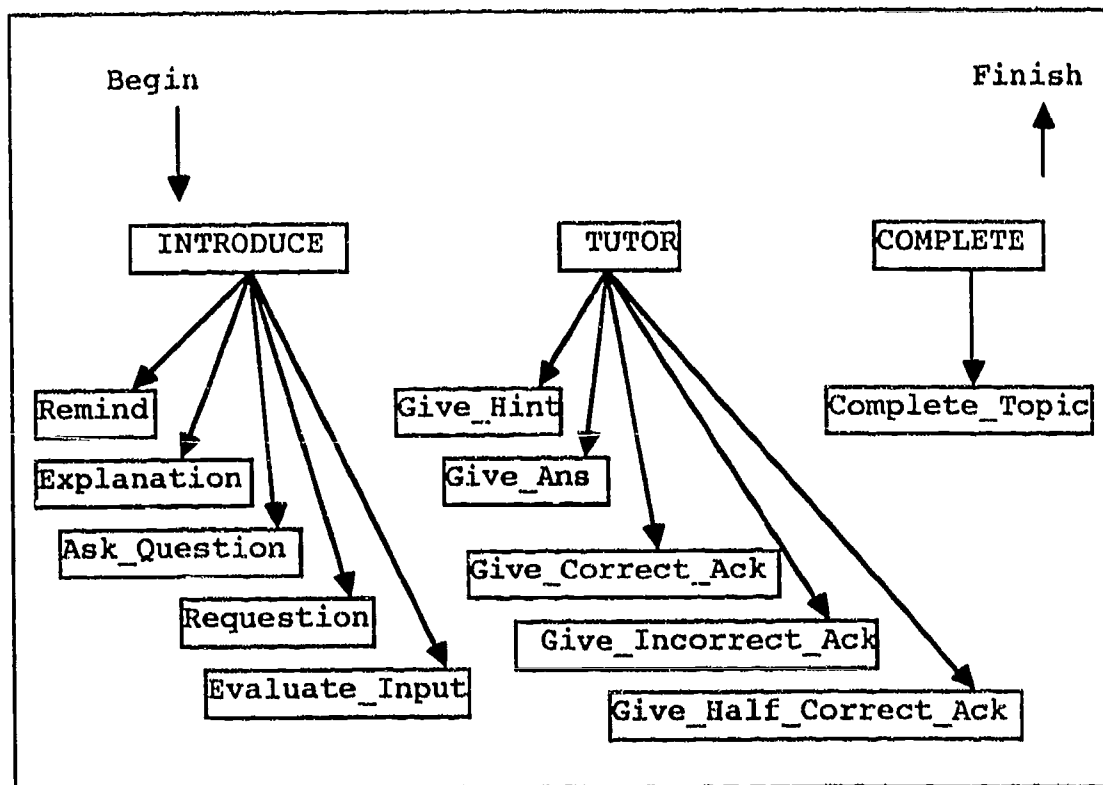 Begin
Finish
INTRODUCE
TUTOR
COMPLETE
Remind
Explanation
Ask_Question
Requestion
Evaluate_Input
Give_Hint
Give_Ans
Give_Correct_Ack
Give_Incorrect_Ack
Give_Half_Correct_Ack
Complete_Topic